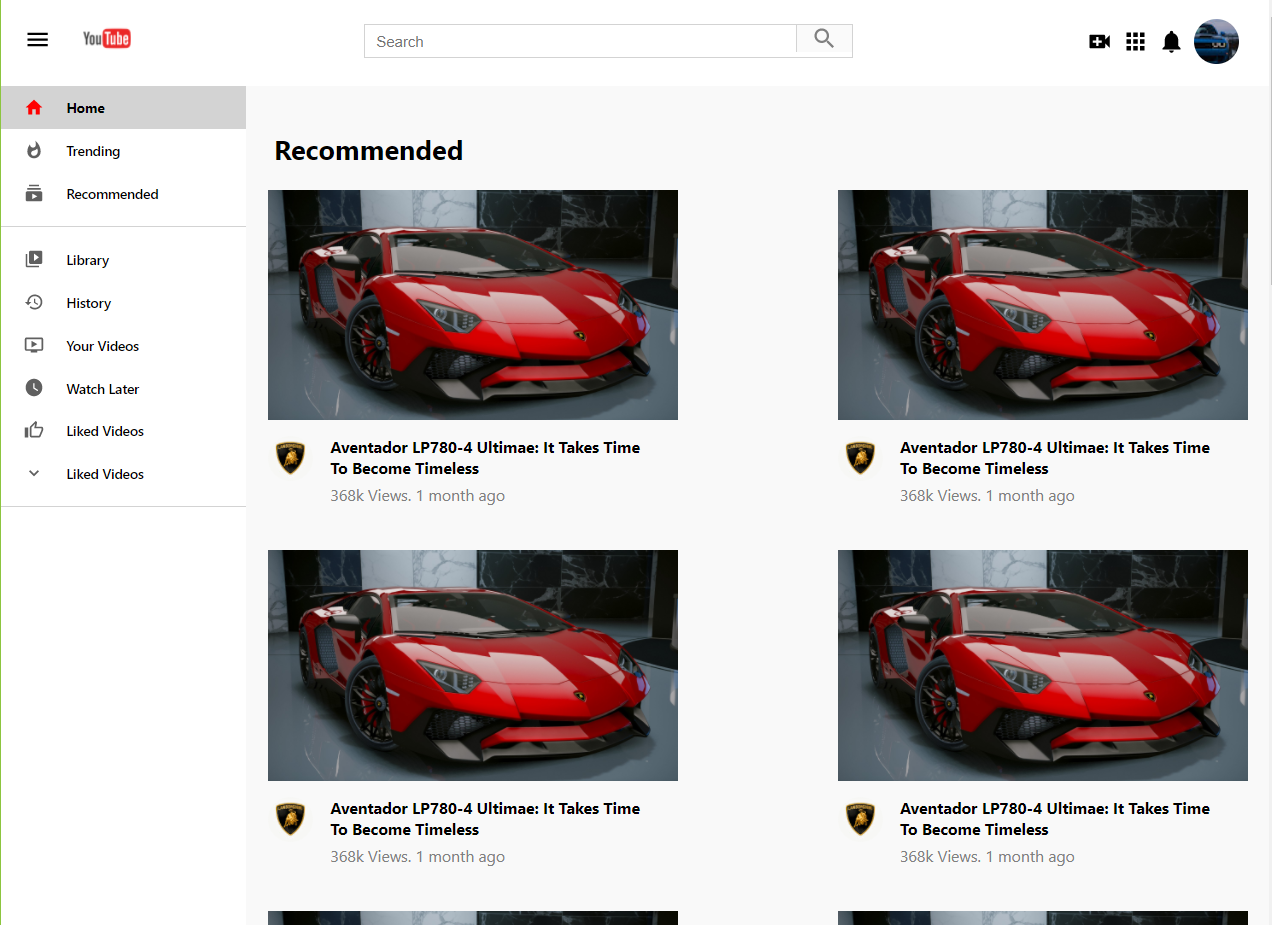 YouTube
Search
Home
Trending
Recommended
Library
History
Your Videos
Watch Later
Liked Videos
Liked Videos
Recommended
Aventador LP780-4 Ultimae: It Takes Time
To Become Timeless
368k Views. 1 month ago
Aventador LP780-4 Ultimae: It Takes Time
To Become Timeless
368k Views. 1 month ago
Aventador LP780-4 Ultimae: It Takes Time
To Become Timeless
368k Views. 1 month ago
Aventador LP780-4 Ultimae: It Takes Time
To Become Timeless
368k Views. 1 month ago